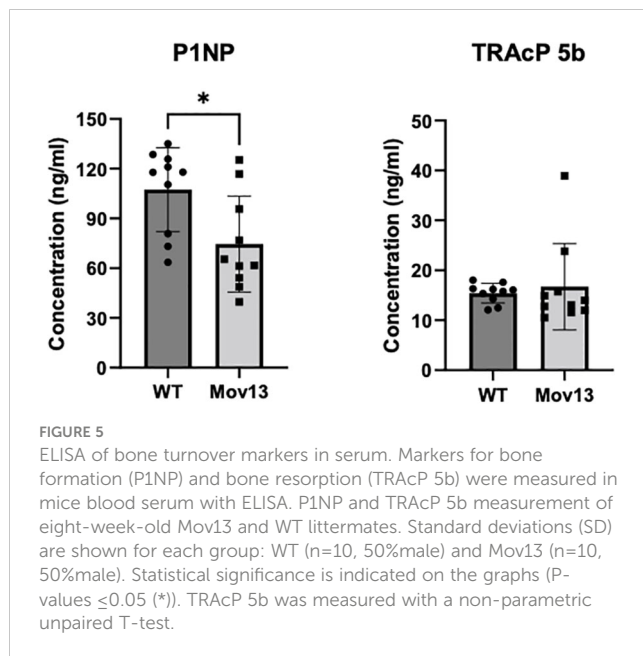 P1NP
*
Concentration (ng/ml)
150
120
90
60
30
0
WT Mov13
TRAcP 5b
Concentration (ng/ml)
50
40
30
20
10
0
WT Mov13
FIGURE 5
ELISA of bone turnover markers in serum. Markers for bone
formation (P1NP) and bone resorption (TRAcP 5b) were measured in
mice blood serum with ELISA. P1NP and TRAcP 5b measurement of
eight-week-old Mov13 and WT littermates. Standard deviations (SD)
are shown for each group: WT (n=10, 50%male) and Mov13 (n=10,
50%male). Statistical significance is indicated on the graphs (P-
values ≤0.05 (*)). TRAcP 5b was measured with a non-parametric
unpaired T-test.